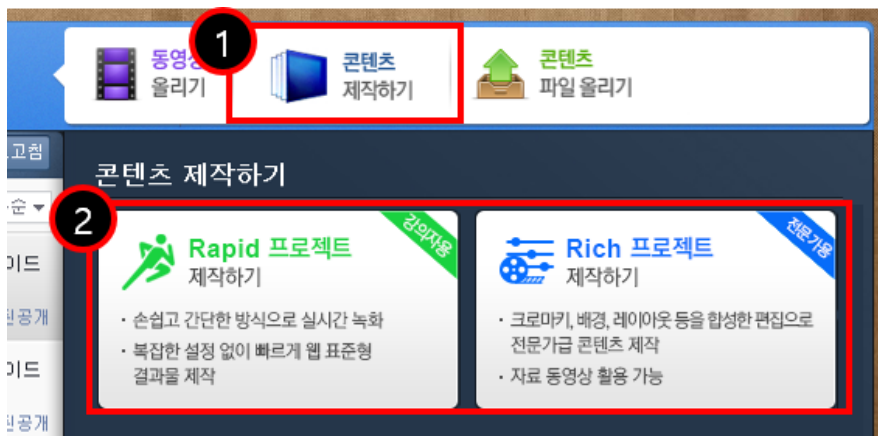 1
동영상
올리기
콘텐츠
제작하기
콘텐츠
파일 올리기
고침
콘텐츠 제작하기
순
2
Rapid 프로젝트
제작하기
강의자용
· 손쉽고 간단한 방식으로 실시간 녹화
· 복잡한 설정 없이 빠르게 웹 표준형
결과물 제작
Rich 프로젝트
제작하기
전문가용
· 크로마키, 배경, 레이아웃 등을 합성한 편집으로
전문가급 콘텐츠 제작
· 자료 동영상 활용 가능
이드
공개
이드
공개